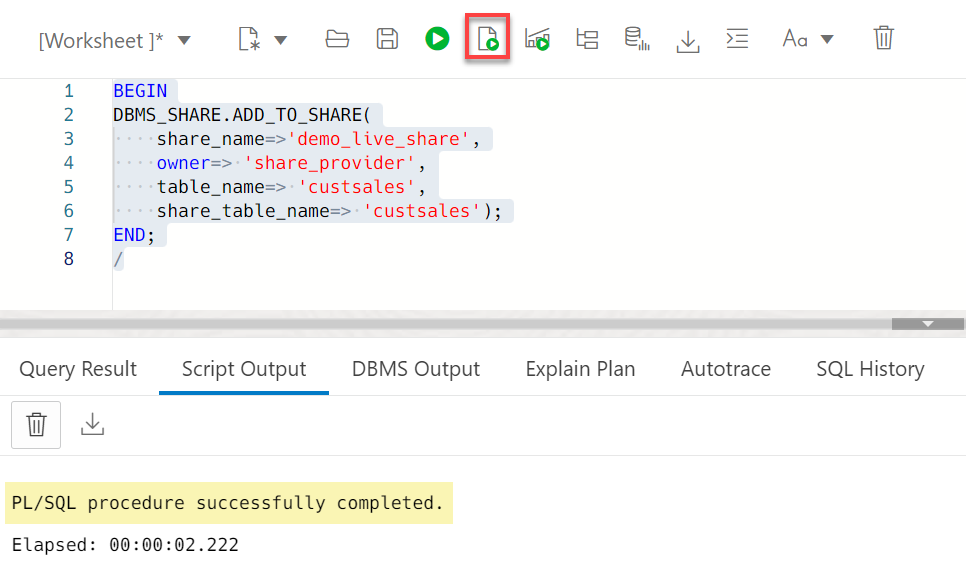 [Worksheet ]*
Aa
1 BEGIN
2 DBMS_SHARE.ADD_TO_SHARE(
3     share_name=>'demo_live_share',
4     owner=> 'share_provider',
5     table_name=> 'custsales',
6     share_table_name=> 'custsales');
7 END;
8 /
Query Result Script Output DBMS Output Explain Plan Autotrace SQL History
PL/SQL procedure successfully completed.
Elapsed: 00:00:02.222